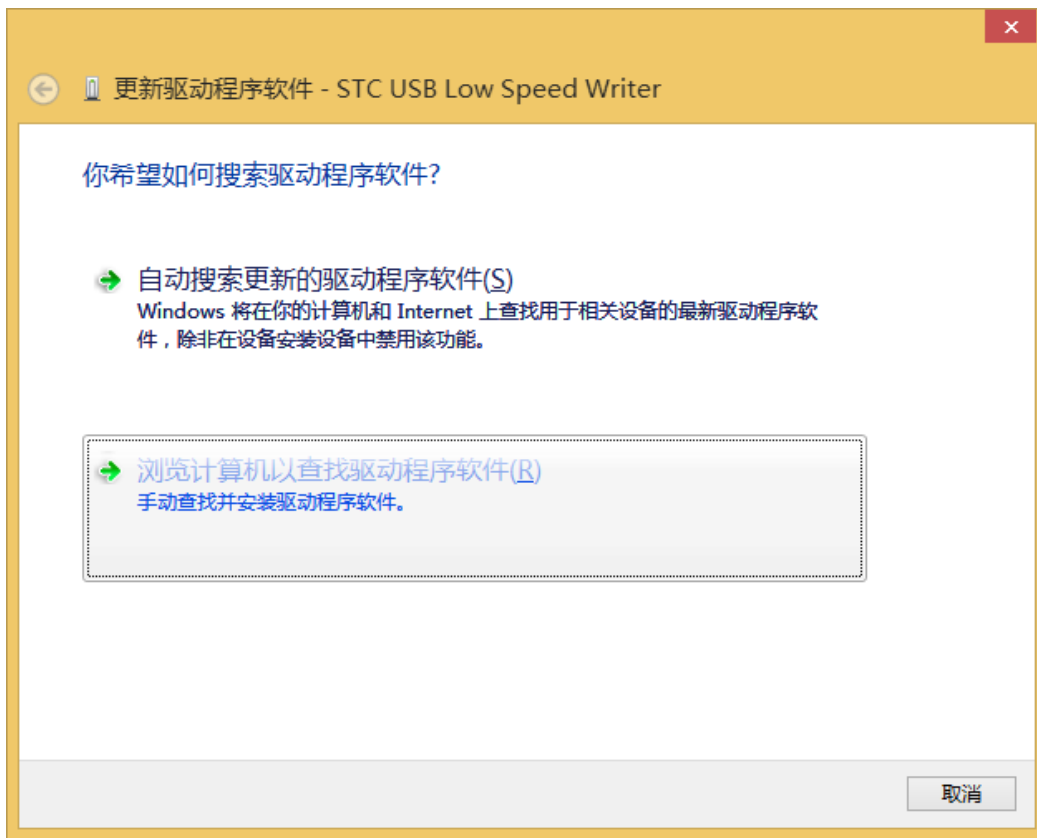 更新驱动程序软件 - STC USB Low Speed Writer
你希望如何搜索驱动程序软件?
自动搜索更新的驱动程序软件(S)
Windows 将在你的计算机和 Internet 上查找用于相关设备的最新驱动程序软
件，除非在设备安装设备中禁用该功能。
浏览计算机以查找驱动程序软件(R)
手动查找并安装驱动程序软件。
取消